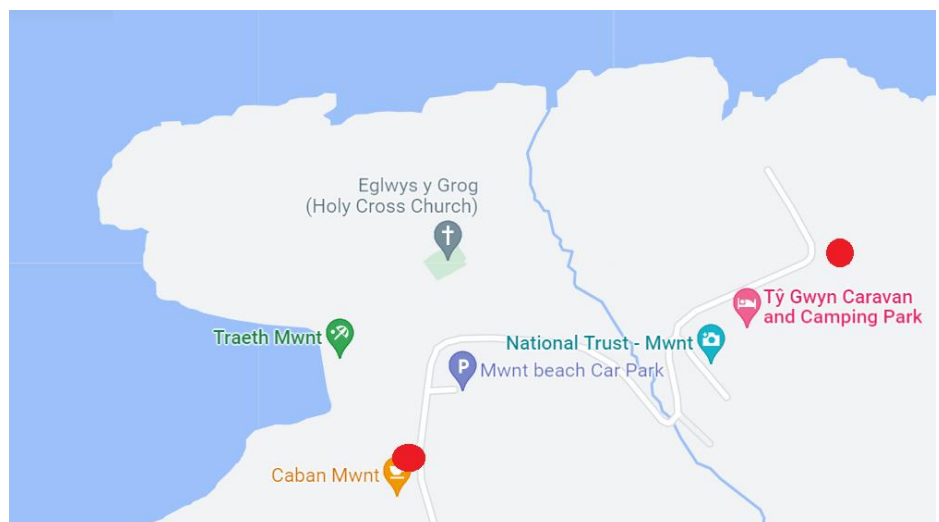 Eglwys y Grog
(Holy Cross Church)
Tŷ Gwyn Caravan
and Camping Park
Traeth Mwnt
National Trust - Mwnt
P
Mwnt beach Car Park
Caban Mwnt